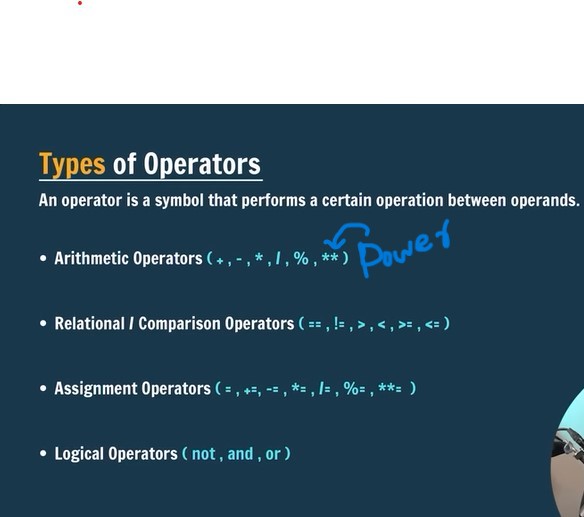 Types of Operators
An operator is a symbol that performs a certain operation between operands.
• Arithmetic Operators ( + , - , * , / , % , ** ) Power
• Relational / Comparison Operators ( == , != , > , < , >= , <= )
• Assignment Operators ( = , +=, -= , *= , /= , %= , **= )
• Logical Operators ( not , and , or )